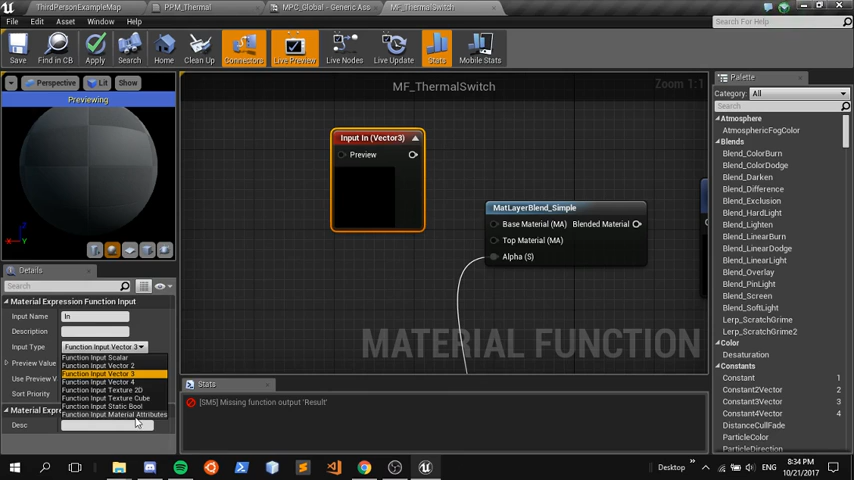 ThirdPersonExampleMap
PPM_Thermal
MPC_Global - Generic Ass
MF_ThermalSwitch
File
Asset
Window
Help
Search For Help
Save
Find in CB
Apply
Search
Home
Clean Up
Connectors
Live Preview
Live Nodes
Live Update
Stats
Mobile Stats
Perspective
Lit
Show
Previewing
MF_ThermalSwitch
Zoom 1:1
Input In (Vector3)
Preview
MatLayerBlend_Simple
Base Material (MA)
Blended Material
Top Material (MA)
Alpha (S)
MATERIAL FUNCTION
Details
Search
Material Expression Function Input
Input Name
In
Description
Input Type
Function Input Vector 3
Function Input Scalar
Function Input Vector 2
Preview Value
Function Input Vector 3
Use Preview V
Function Input Vector 4
Function Input Texture 2D
Sort Priority
Function Input Texture Cube
Function Input Static Bool
Material Expre
Function Input Material Attributes
Desc
Stats
[SM5] Missing function output 'Result'
Palette
Category:
All
Search
Atmosphere
AtmosphericFogColor
Blends
Blend_ColorBurn
Blend_ColorDodge
Blend_Darken
Blend_Difference
Blend_Exclusion
Blend_HardLight
Blend_Lighten
Blend_LinearBurn
Blend_LinearDodge
Blend_LinearLight
Blend_Overlay
Blend_PinLight
Blend_Screen
Blend_SoftLight
Lerp_ScratchGrime
Lerp_ScratchGrime2
Color
Desaturation
Constants
Constant 1
Constant2Vector 2
Constant3Vector 3
Constant4Vector 4
DistanceCullFade
ParticleColor
Desktop
ENG
8:34 PM
10/21/2017